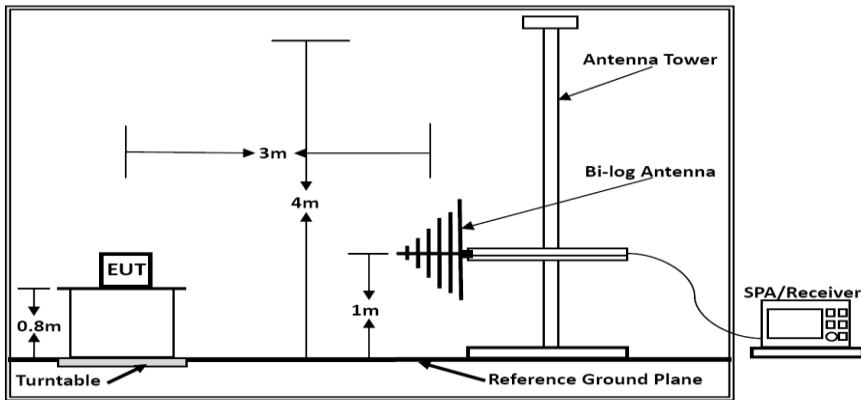 Antenna Tower
3m
Bi-log Antenna
4m
EUT
SPA/Receiver
0.8m
1m
Turntable
Reference Ground Plane